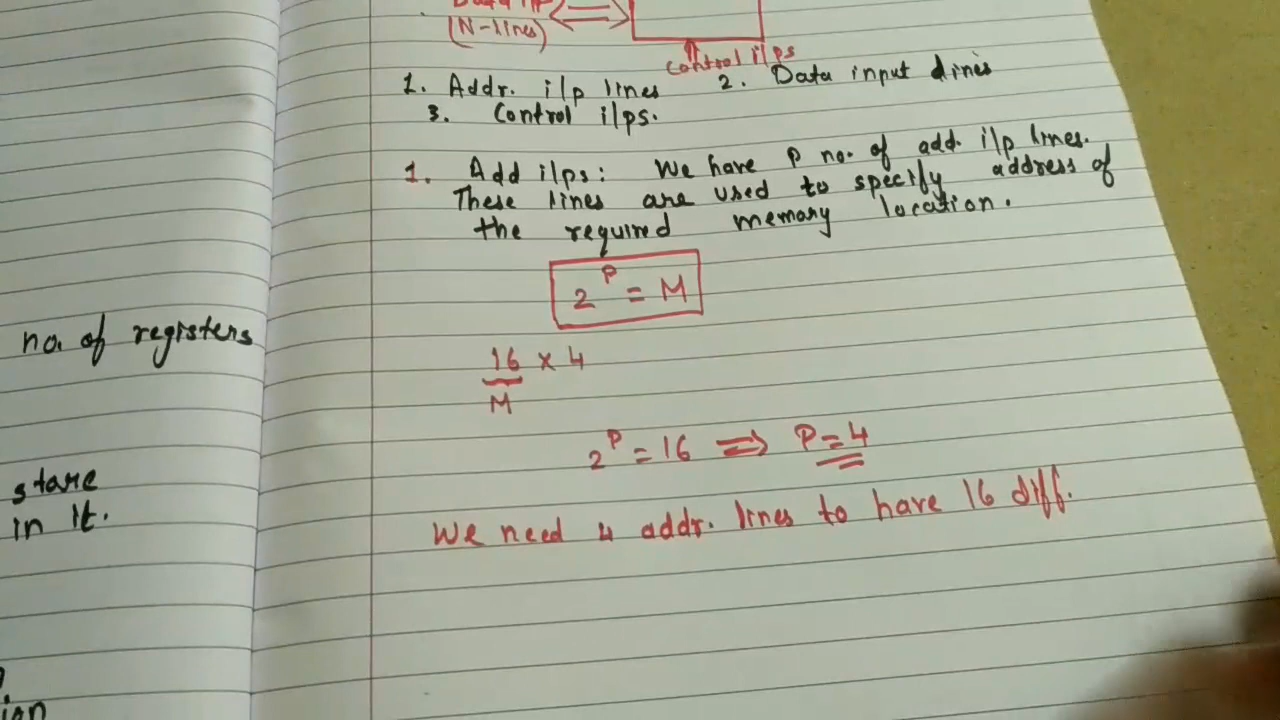 (N-lines)
Control i/ps
1. Addr. i/p lines 2. Data input lines
3. Control i/ps.
1. Add i/ps: We have P no. of add. i/p lines.
These lines are used to specify address of
the required memory location.
2^P = M
16 x 4
M
2^P = 16 ⇒ P=4
We need 4 addr. lines to have 16 diff.
no. of registers
store
in it.